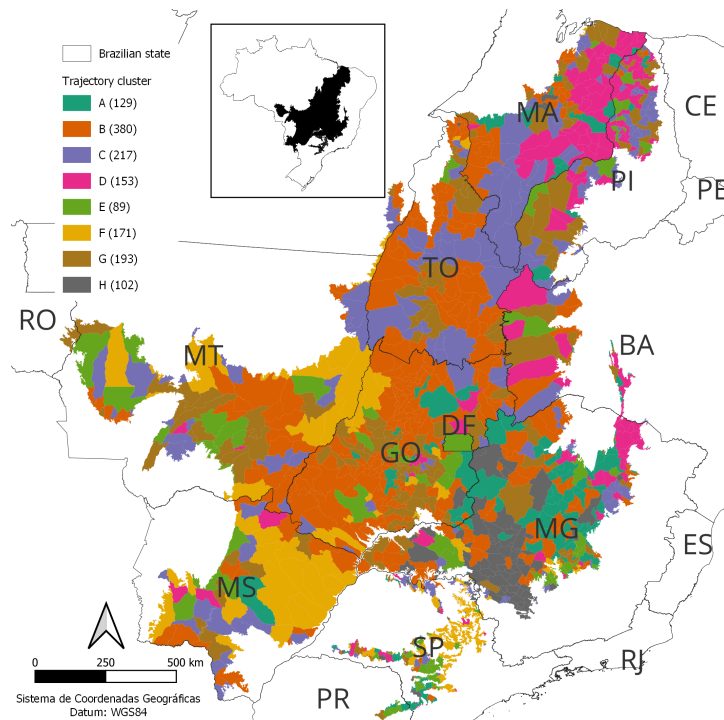 Brazilian state
Trajectory cluster
A (129)
B (380)
C (217)
D (153)
E (89)
F (171)
G (193)
H (102)
MA
CE
PI
PE
TO
RO
MT
BA
DF
GO
MG
ES
MS
SP
RJ
PR
0 250 500 km
Sistema de Coordenadas Geográficas
Datum: WGS84